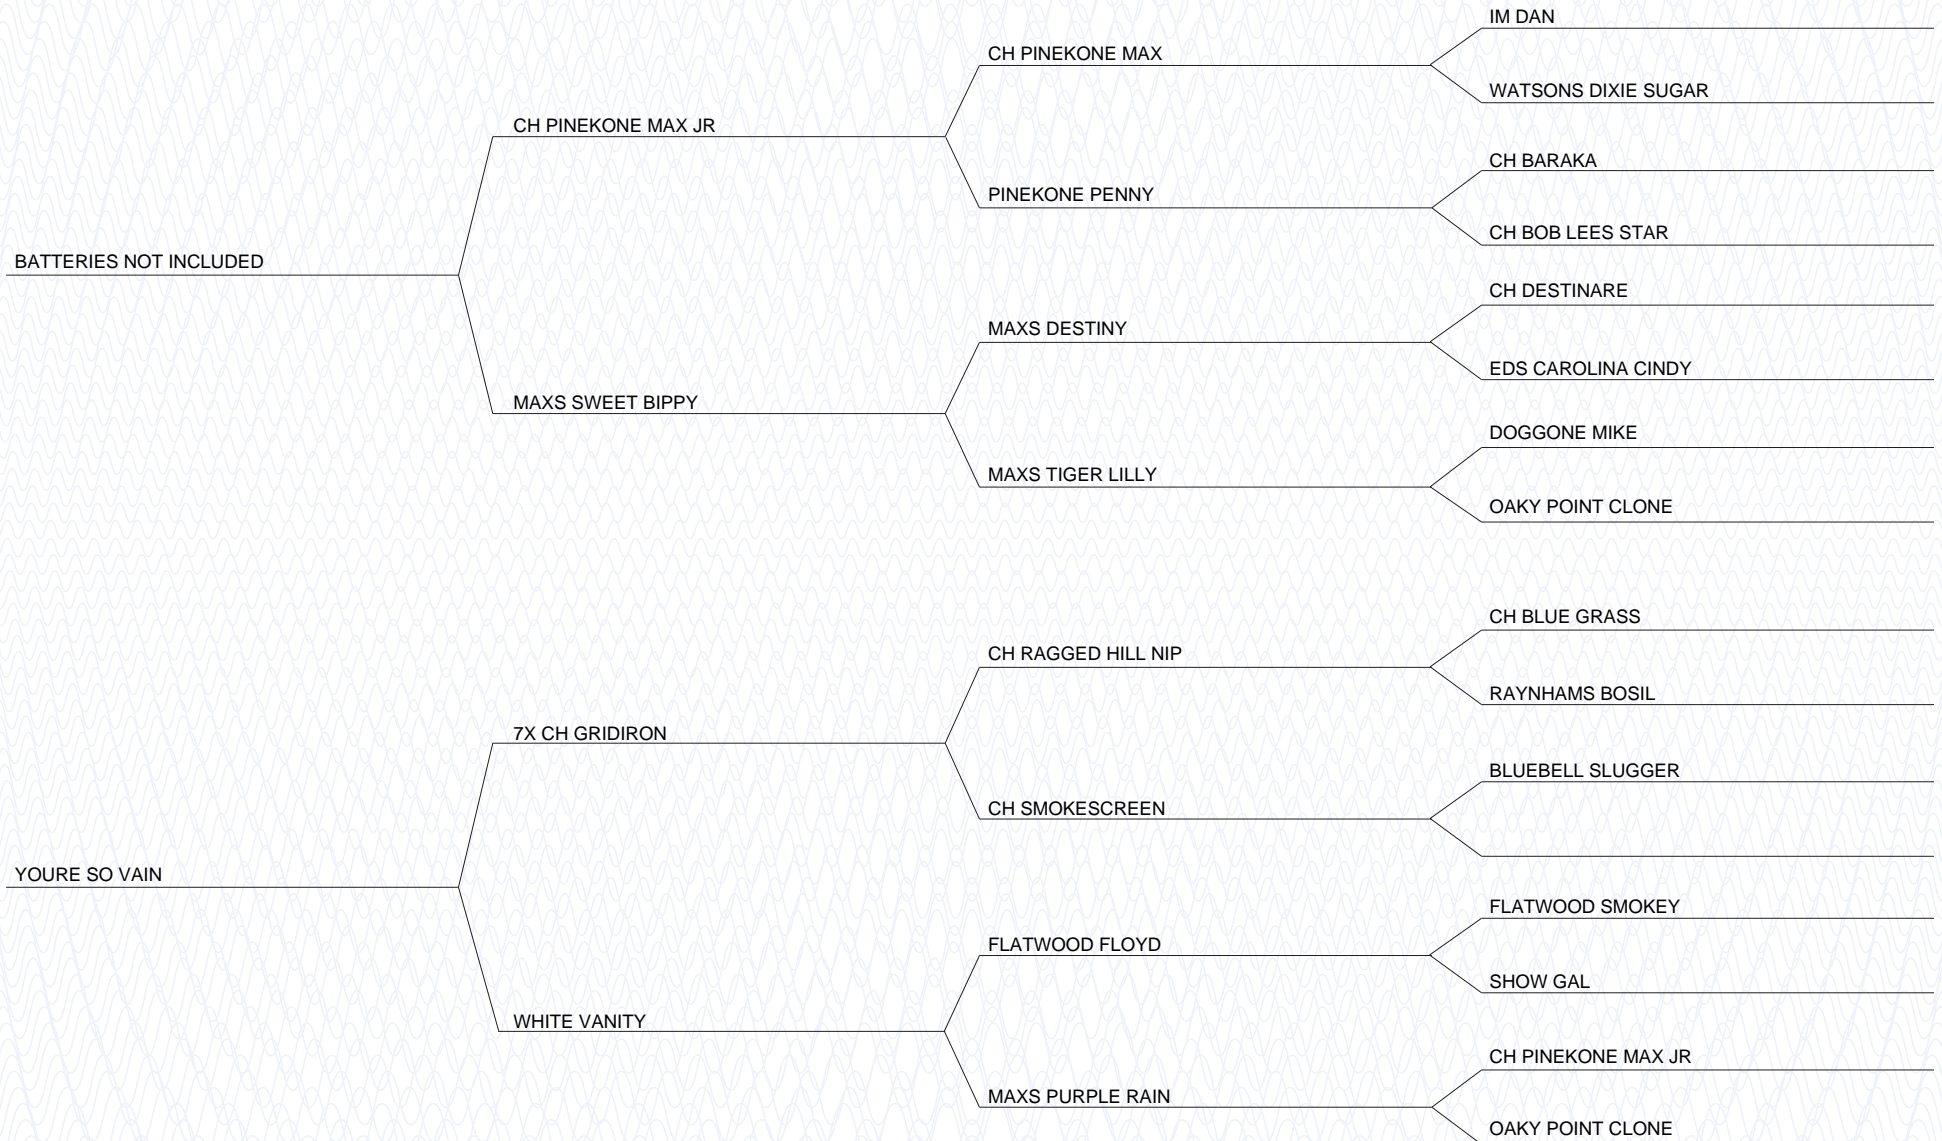 IM DAN
CH PINEKONE MAX
WATSONS DIXIE SUGAR
CH PINEKONE MAX JR
CH BARAKA
PINEKONE PENNY
CH BOB LEES STAR
BATTERIES NOT INCLUDED
CH DESTINARE
MAXS DESTINY
EDS CAROLINA CINDY
MAXS SWEET BIPPY
DOGGONE MIKE
MAXS TIGER LILLY
OAKY POINT CLONE
CH BLUE GRASS
CH RAGGED HILL NIP
RAYNHAMS BOSIL
7X CH GRIDIRON
BLUEBELL SLUGGER
CH SMOKESCREEN
YOURE SO VAIN
FLATWOOD SMOKEY
FLATWOOD FLOYD
SHOW GAL
WHITE VANITY
CH PINEKONE MAX JR
MAXS PURPLE RAIN
OAKY POINT CLONE